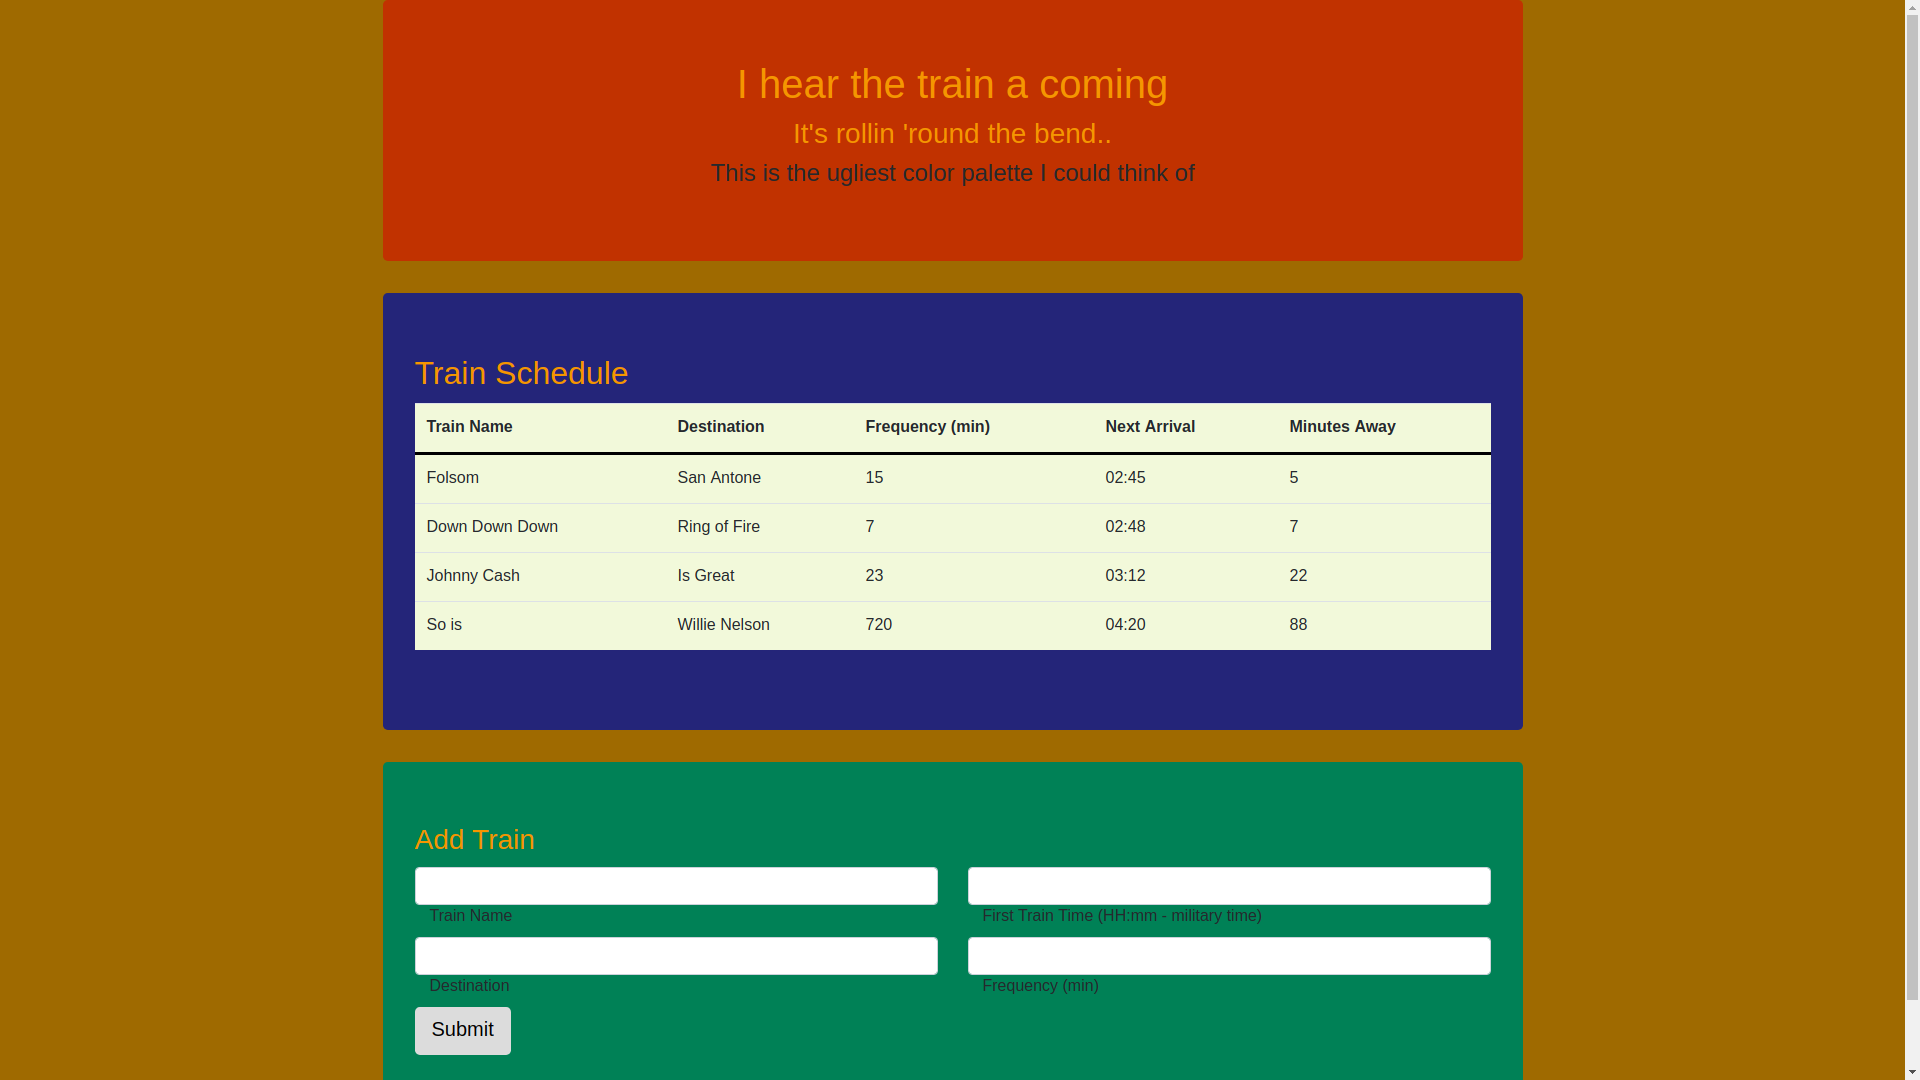 I hear the train a coming
It's rollin 'round the bend..
This is the ugliest color palette I could think of
Train Schedule
Train Name Destination Frequency (min) Next Arrival Minutes Away
Folsom San Antone 15 02:45 5
Down Down Down Ring of Fire 7 02:48 7
Johnny Cash Is Great 23 03:12 22
So is Willie Nelson 720 04:20 88
Add Train
Train Name First Train Time (HH:mm - military time)
Destination Frequency (min)
Submit